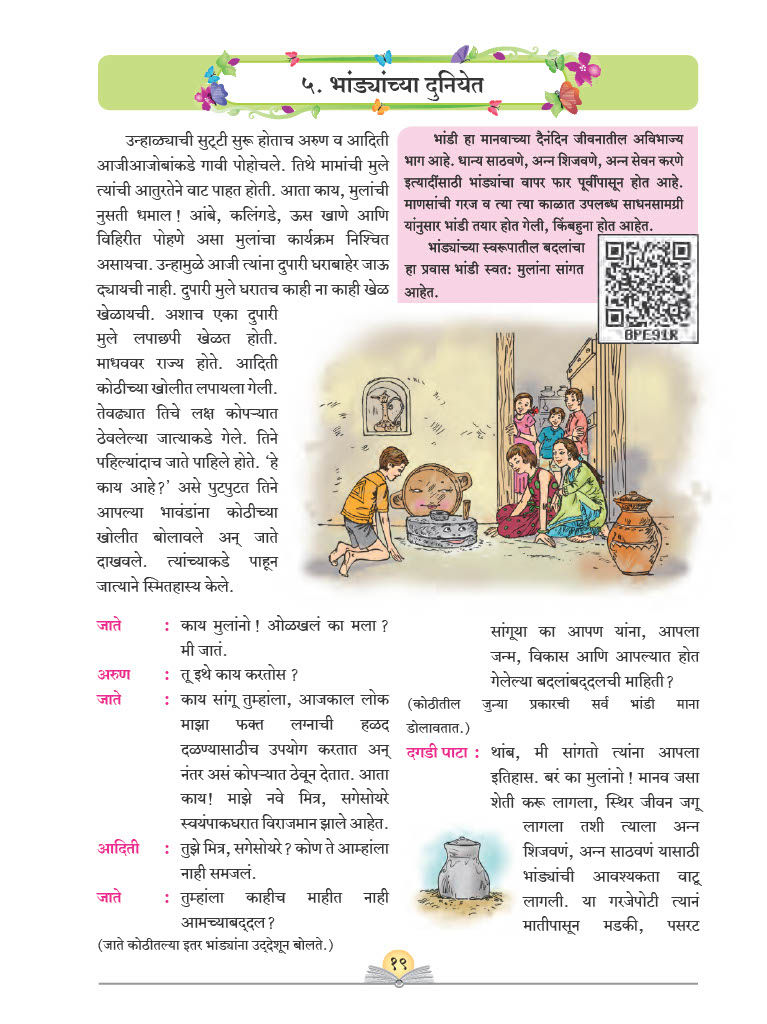 ५. भांड्यांच्या दुनियेत
उन्हाळ्याची सुट्टी सुरू होताच अरुण व आदिती
आजीआजोबांकडे गावी पोहोचले. तिथे मामांची मुले
त्यांची आतुरतेने वाट पाहत होती. आता काय, मुलांची
नुसती धमाल! आंबे, कलिंगडे, ऊस खाणे आणि
विहिरीत पोहणे असा मुलांचा कार्यक्रम निश्चित
असायचा. उन्हामुळे आजी त्यांना दुपारी घराबाहेर जाऊ
द्यायची नाही. दुपारी मुले घरातच काही ना काही खेळ
खेळायची. अशाच एका दुपारी
मुले लपाछपी खेळत होती.
माधववर राज्य होते. आदिती
कोठीच्या खोलीत लपायला गेली.
तेवढ्यात तिचे लक्ष कोपऱ्यात
ठेवलेल्या जात्याकडे गेले. तिने
पहिल्यांदाच जाते पाहिले होते. ‘हे
काय आहे?’ असे पुटपुटत तिने
आपल्या भावंडांना कोठीच्या
खोलीत बोलावले अन् जाते
दाखवले. त्यांच्याकडे पाहून
जात्याने स्मितहास्य केले.
भांडी हा मानवाच्या दैनंदिन जीवनातील अविभाज्य
भाग आहे. धान्य साठवणे, अन्न शिजवणे, अन्न सेवन करणे
इत्यादींसाठी भांड्यांचा वापर फार पूर्वीपासून होत आहे.
माणसांची गरज व त्या त्या काळात उपलब्ध साधनसामग्री
यांनुसार भांडी तयार होत गेली, किंबहुना होत आहेत.
भांड्यांच्या स्वरूपातील बदलांचा
हा प्रवास भांडी स्वतः मुलांना सांगत
आहेत.
8PE91R
जाते : काय मुलांनो! ओळखलं का मला?
मी जातं.
अरुण : तू इथे काय करतोस?
जाते : काय सांगू तुम्हांला, आजकाल लोक
माझा फक्त लग्नाची हळद
दळण्यासाठीच उपयोग करतात अन्
नंतर असं कोपऱ्यात ठेवून देतात. आता
काय! माझे नवे मित्र, सगेसोयरे
स्वयंपाकघरात विराजमान झाले आहेत.
आदिती : तुझे मित्र, सगेसोयरे? कोण ते आम्हांला
नाही समजलं.
जाते : तुम्हांला काहीच माहीत नाही
आमच्याबद्दल?
(जाते कोठीतल्या इतर भांड्यांना उद्देशून बोलते.)
सांगूया का आपण यांना, आपला
जन्म, विकास आणि आपल्यात होत
गेलेल्या बदलांबद्दलची माहिती?
(कोठीतील जुन्या प्रकारची सर्व भांडी माना
डोलावतात.)
दगडी पाटा : थांब, मी सांगतो त्यांना आपला
इतिहास. बरं का मुलांनो! मानव जसा
शेती करू लागला, स्थिर जीवन जगू
लागला तशी त्याला अन्न
शिजवणं, अन्न साठवणं यासाठी
भांड्यांची आवश्यकता वाटू
लागली. या गरजेपोटी त्यानं
मातीपासून मडकी, पसरट
१९